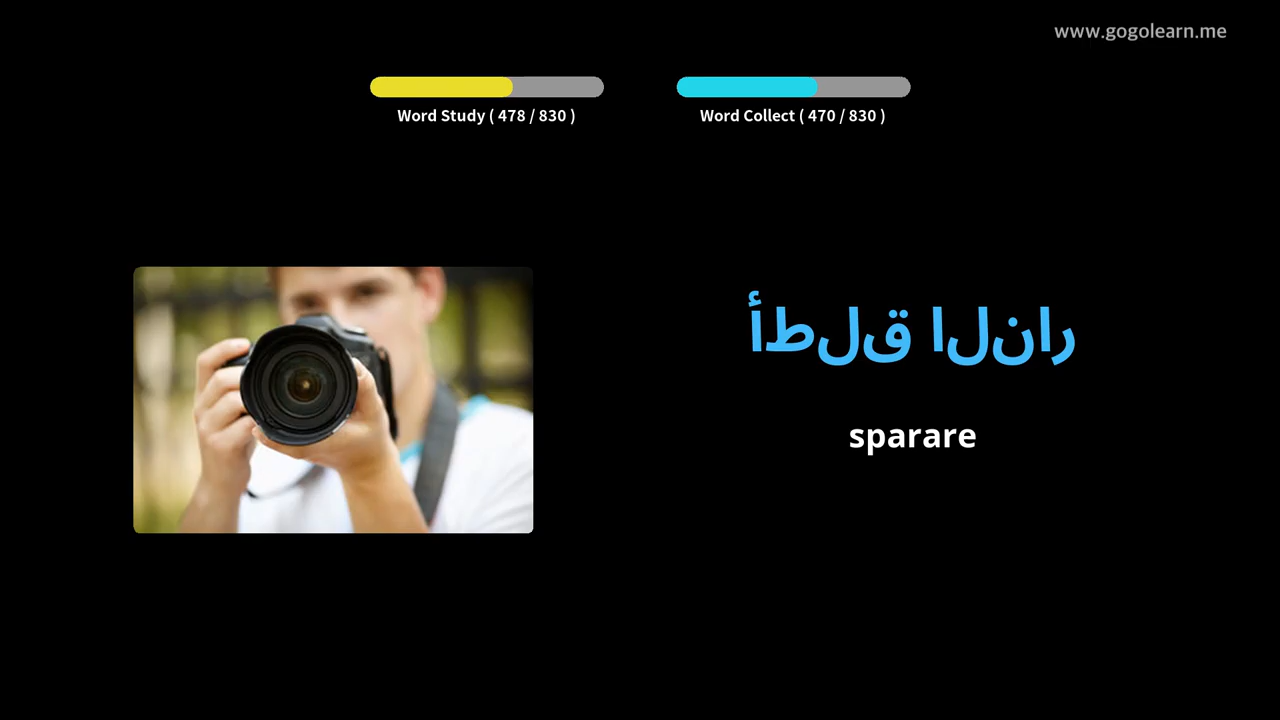 www.gogolearn.me
Word Study ( 478 / 830 )
Word Collect ( 470 / 830 )
أطلق النار
sparare